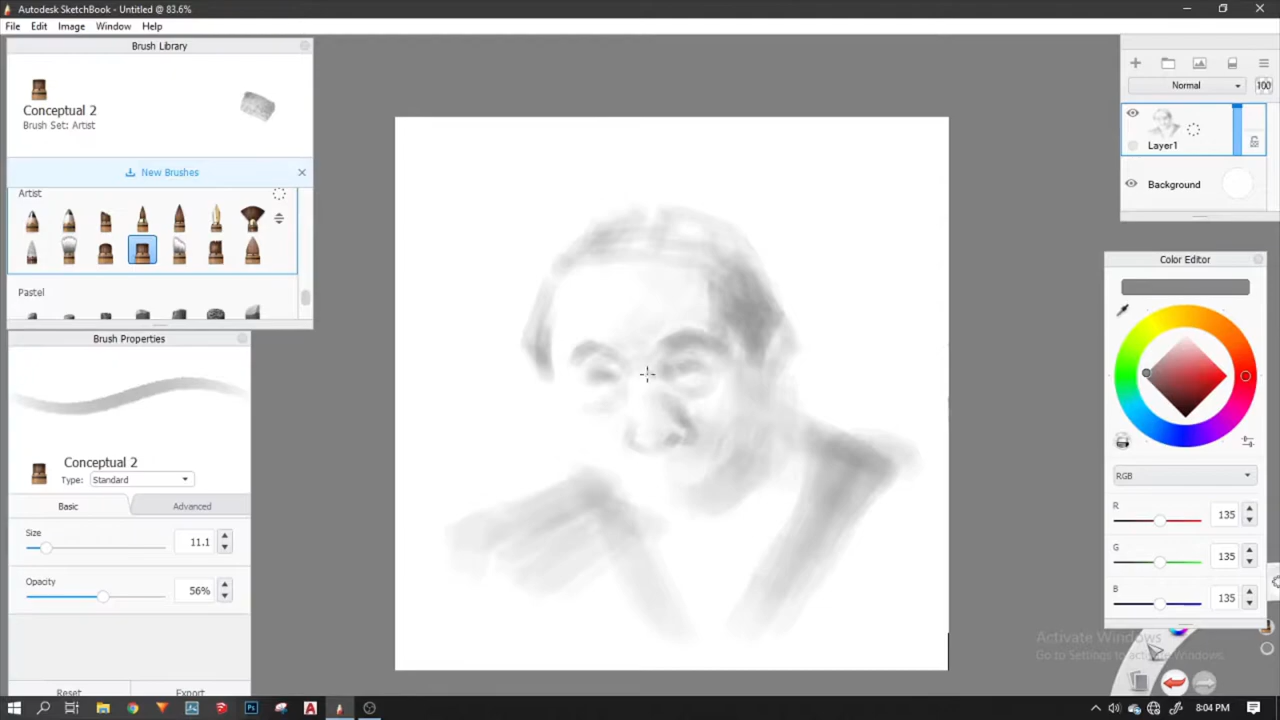 Autodesk SketchBook - Untitled @ 83.6%
File Edit Image Window Help
Brush Library
Conceptual 2
Brush Set: Artist
New Brushes
Artist
Pastel
Brush Properties
Conceptual 2
Type: Standard
Basic Advanced
Size
11.1
Opacity
56%
Reset Export
Normal 100
Layer1
Background
Color Editor
RGB
R 135
G 135
B 135
Activate Windows
Go to Settings to activate Windows.
8:04 PM